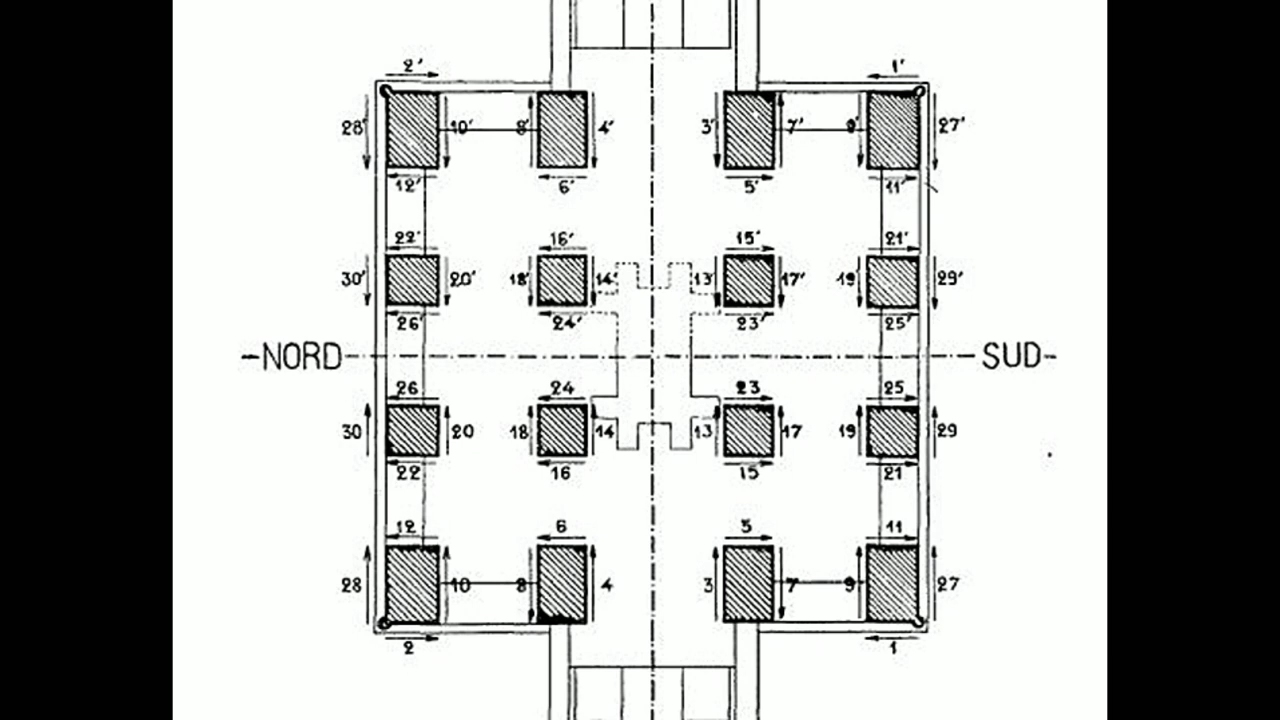 2' 1'
28' 10' 8' 4' 3' 7' 9' 27'
12' 6' 5' 11'
22' 16' 15' 21'
30' 20' 18' 14' 13' 17' 19' 29'
26' 24' 23' 25'
NORD SUD
26 24 23 25
30 20 18 14 13 17 19 29
22 16 15 21
12 6 5 11
28 10 8 4 3 7 9 27
2 1